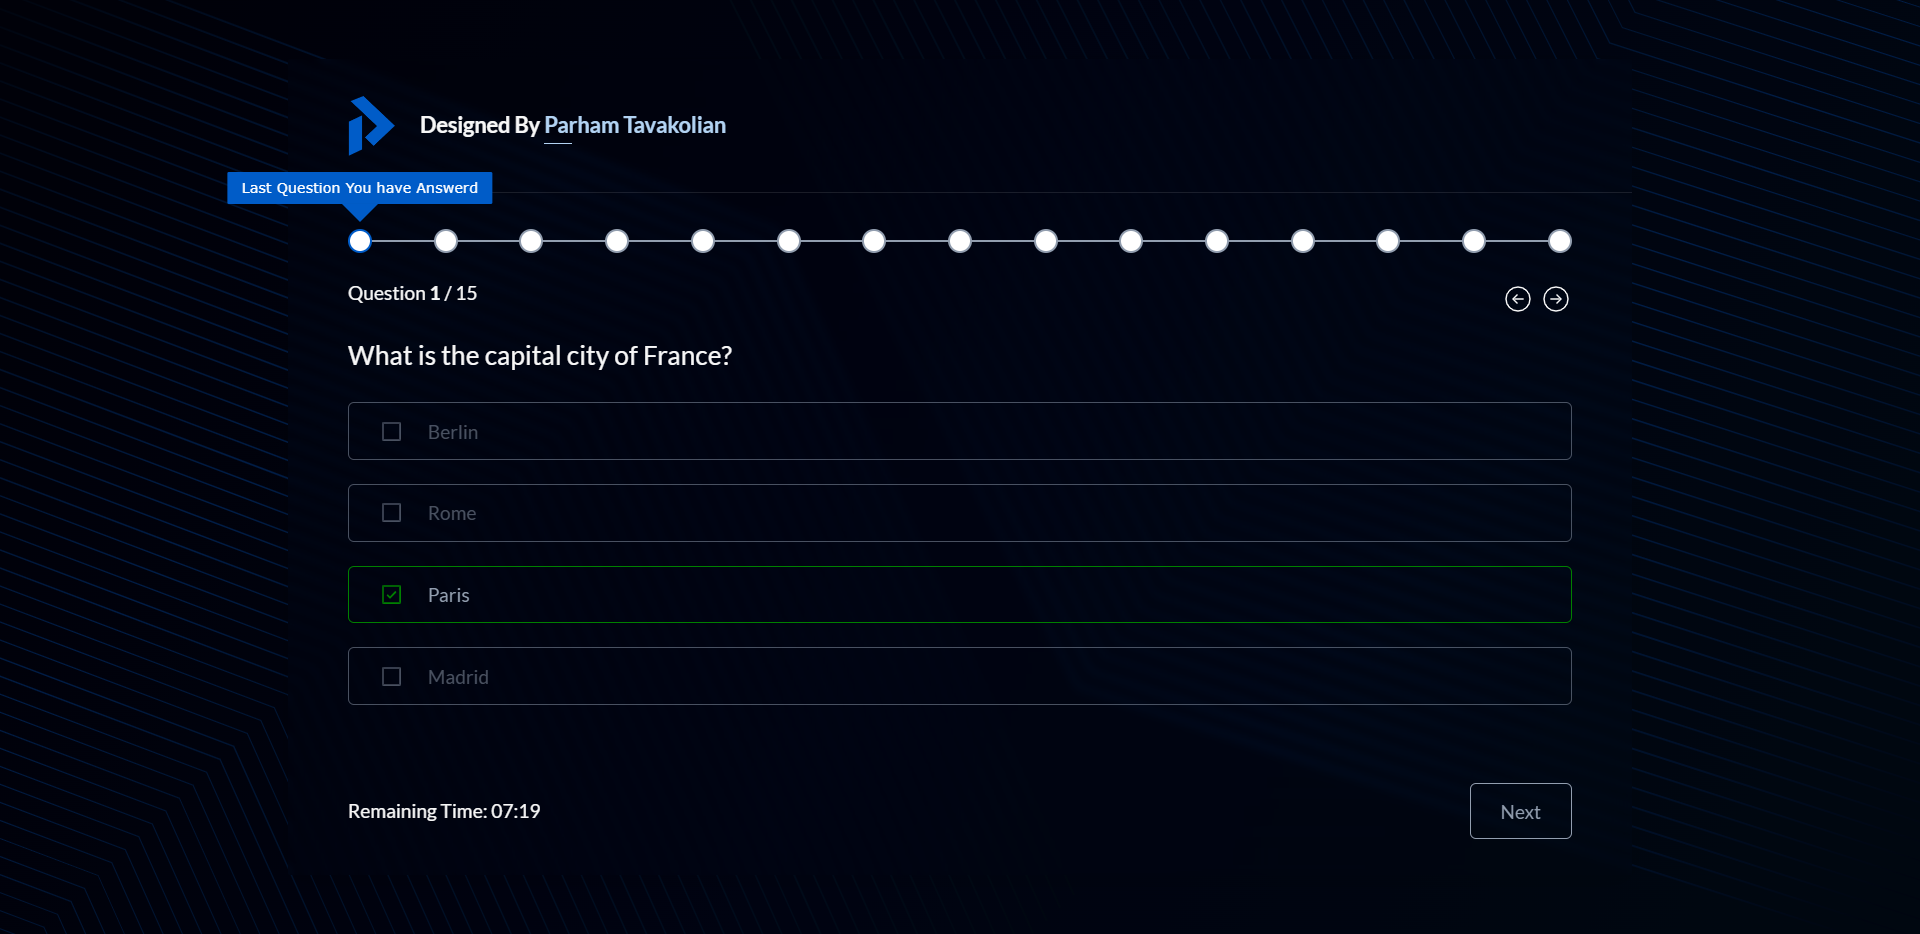 Designed By Parham Tavakolian
Last Question You have Answerd
Question 1 / 15
What is the capital city of France?
Berlin
Rome
Paris
Madrid
Remaining Time: 07:19
Next